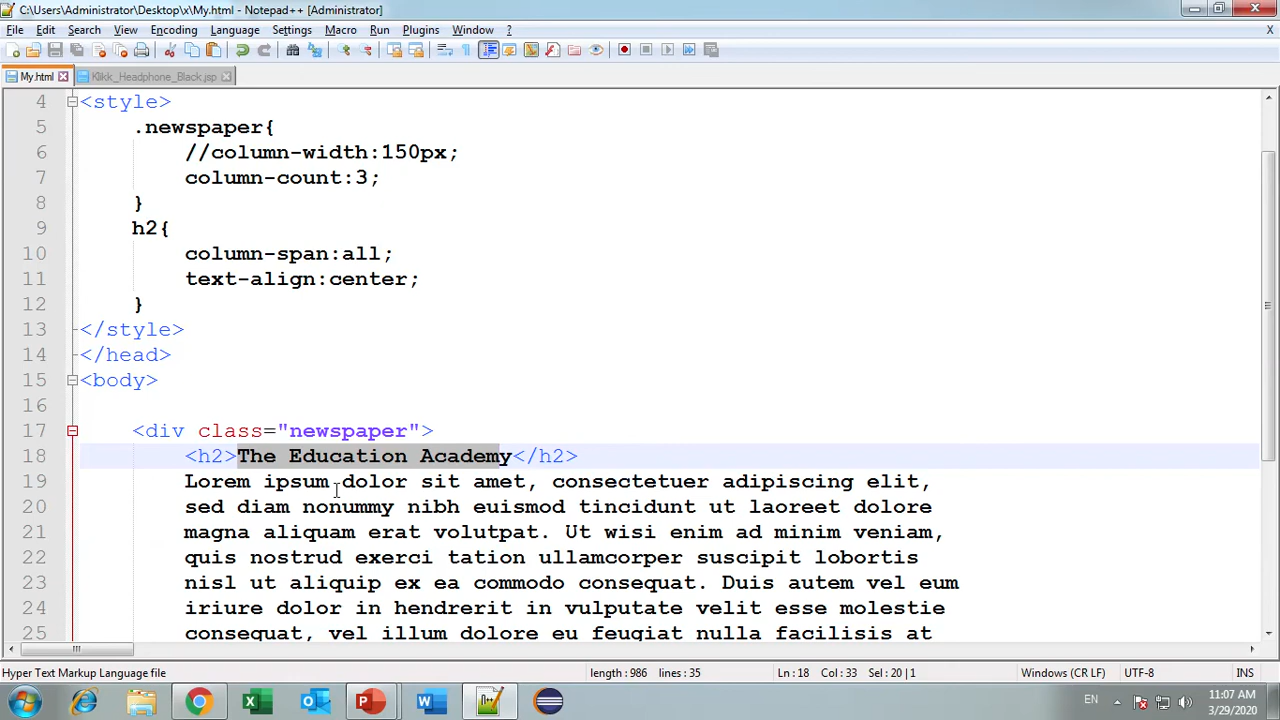 C:\Users\Administrator\Desktop\x\My.html - Notepad++ [Administrator]
File Edit Search View Encoding Language Settings Macro Run Plugins Window ? X
My.html Klikk_Headphone_Black.jsp
4 <style>
5 .newspaper{
6 //column-width:150px;
7 column-count:3;
8 }
9 h2{
10 column-span:all;
11 text-align:center;
12 }
13 </style>
14 </head>
15 <body>
16
17 <div class="newspaper">
18 <h2>The Education Academy</h2>
19 Lorem ipsum dolor sit amet, consectetuer adipiscing elit,
20 sed diam nonummy nibh euismod tincidunt ut laoreet dolore
21 magna aliquam erat volutpat. Ut wisi enim ad minim veniam,
22 quis nostrud exerci tation ullamcorper suscipit lobortis
23 nisl ut aliquip ex ea commodo consequat. Duis autem vel eum
24 iriure dolor in hendrerit in vulputate velit esse molestie
25 consequat, vel illum dolore eu feugiat nulla facilisis at
Hyper Text Markup Language file length : 986 lines : 35 Ln : 18 Col : 33 Sel : 20 | 1 Windows (CR LF) UTF-8 INS
EN 11:07 AM
3/29/2020